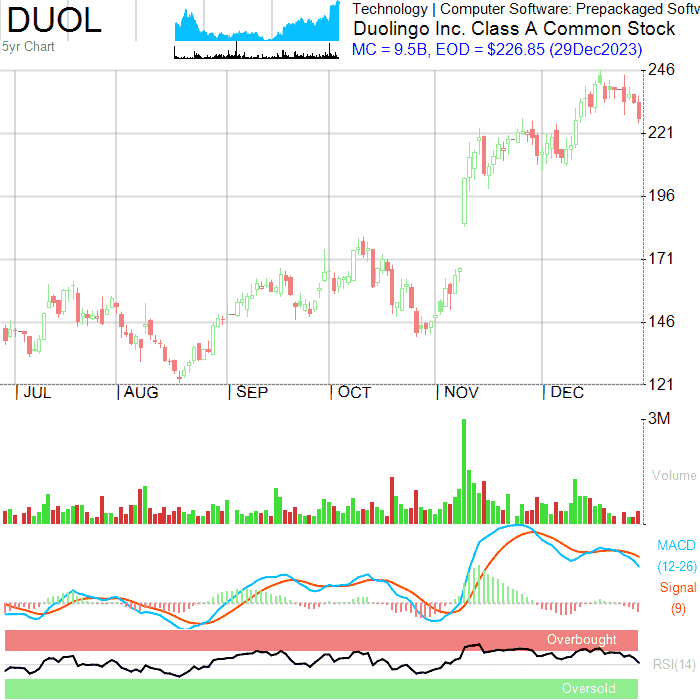 DUOL
5yr Chart
Technology | Computer Software: Prepackaged Softw
Duolingo Inc. Class A Common Stock
MC = 9.5B, EOD = $226.85 (29Dec2023)
246
221
196
171
146
121
JUL AUG SEP OCT NOV DEC
3M
Volume
MACD
(12-26)
Signal
(9)
Overbought
RSI(14)
Oversold